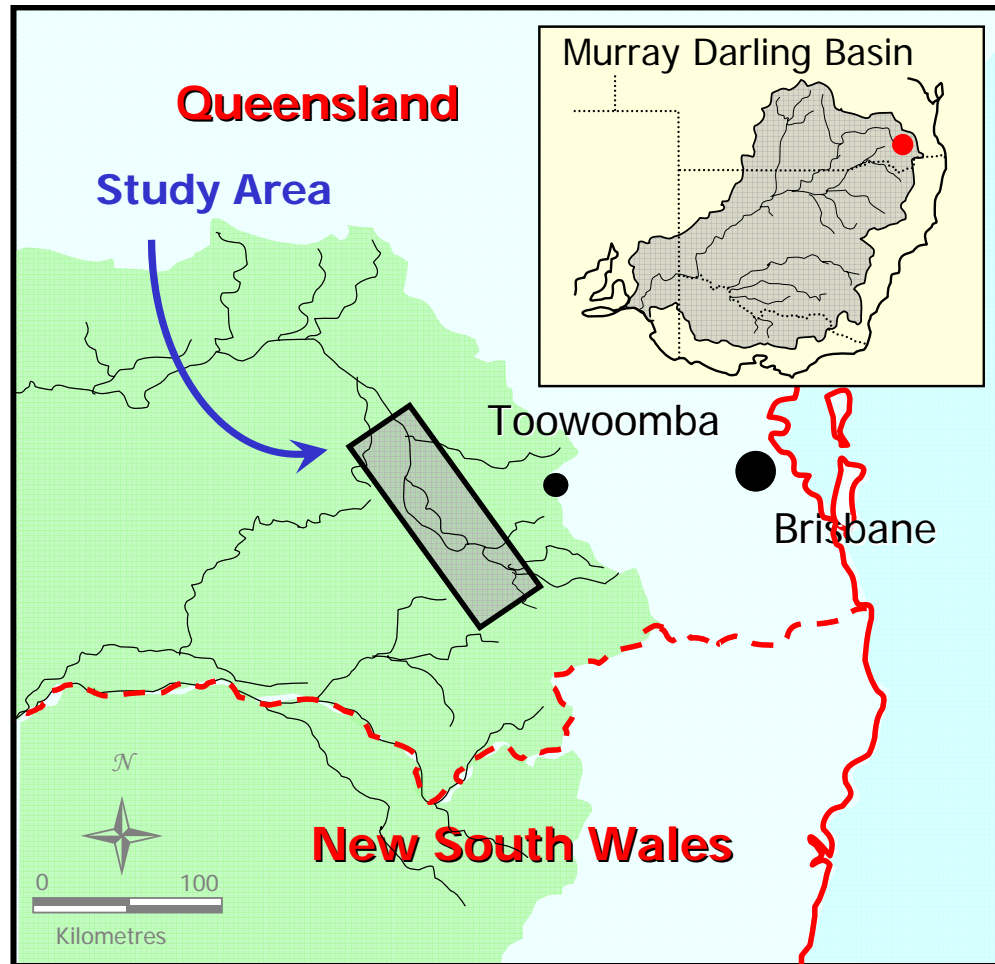 Murray Darling Basin
Queensland
Study Area
Toowoomba
Brisbane
N
New South Wales
0 100
Kilometres